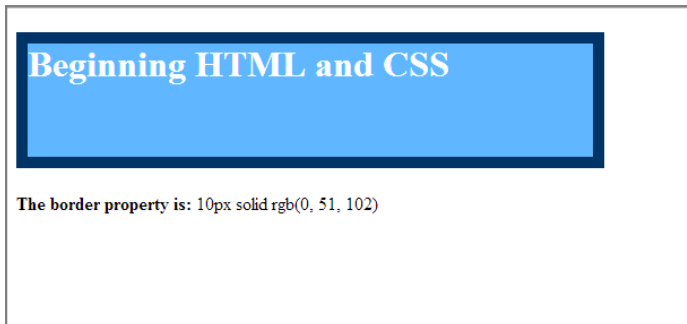 Beginning HTML and CSS
The border property is: 10px solid rgb(0, 51, 102)